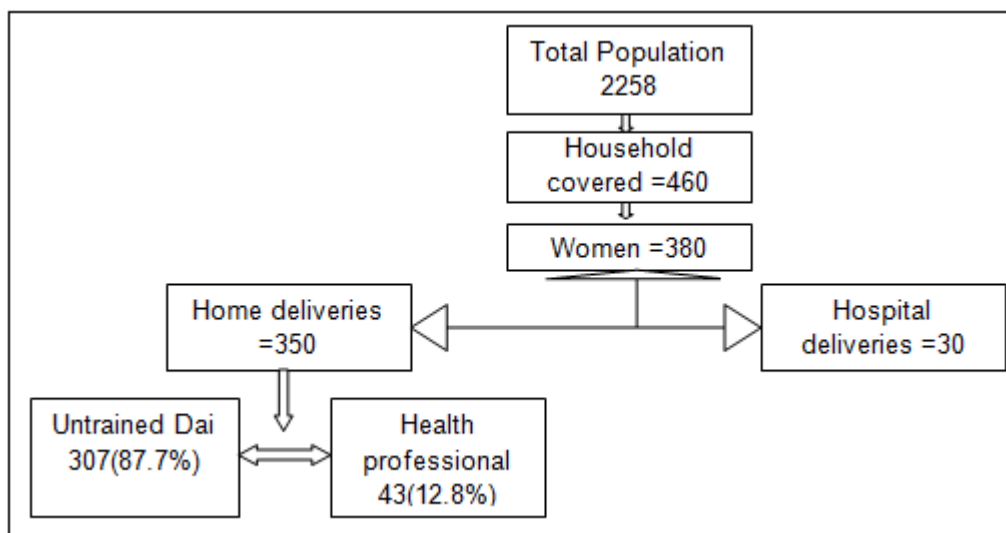 Total Population
2258
Household
covered =460
Women =380
Home deliveries
=350
Hospital
deliveries =30
Untrained Dai
307(87.7%)
Health
professional
43(12.8%)